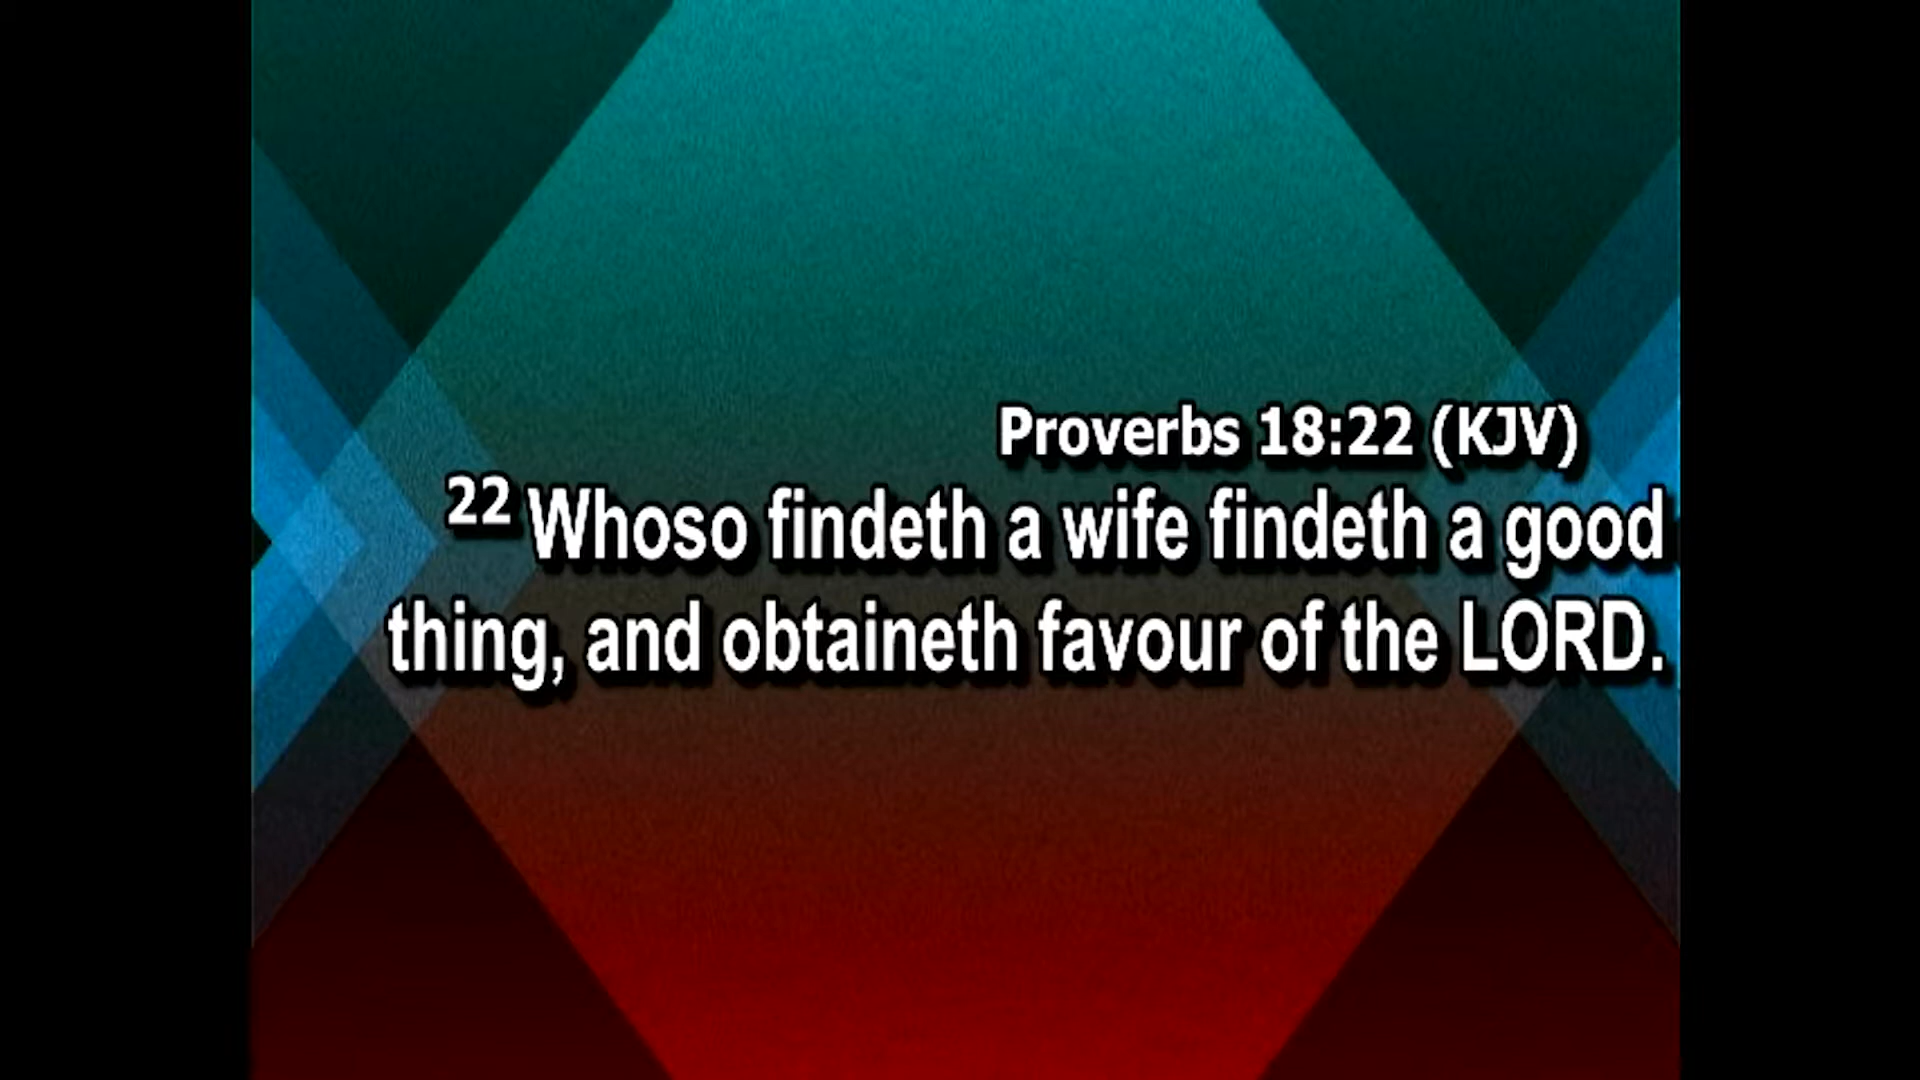 Proverbs 18:22 (KJV)
22 Whoso findeth a wife findeth a good
thing, and obtaineth favour of the LORD.